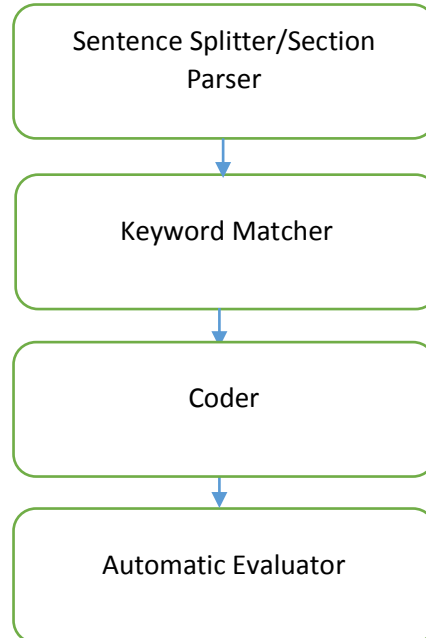 Sentence Splitter/Section
Parser
Keyword Matcher
Coder
Automatic Evaluator